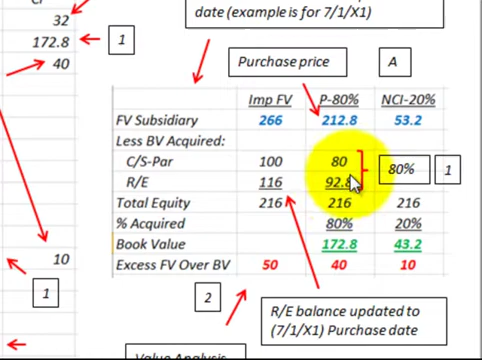 Cr
32
date (example is for 7/1/X1)
172.8
1
40
Purchase price
A
Imp FV P-80% NCI-20%
FV Subsidiary 266 212.8 53.2
Less BV Acquired:
C/S-Par 100 80
80%
1
R/E 116 92.8
Total Equity 216 216 216
% Acquired 80% 20%
Book Value 172.8 43.2
10
Excess FV Over BV 50 40 10
1
2
R/E balance updated to
(7/1/X1) Purchase date
Value Analysis